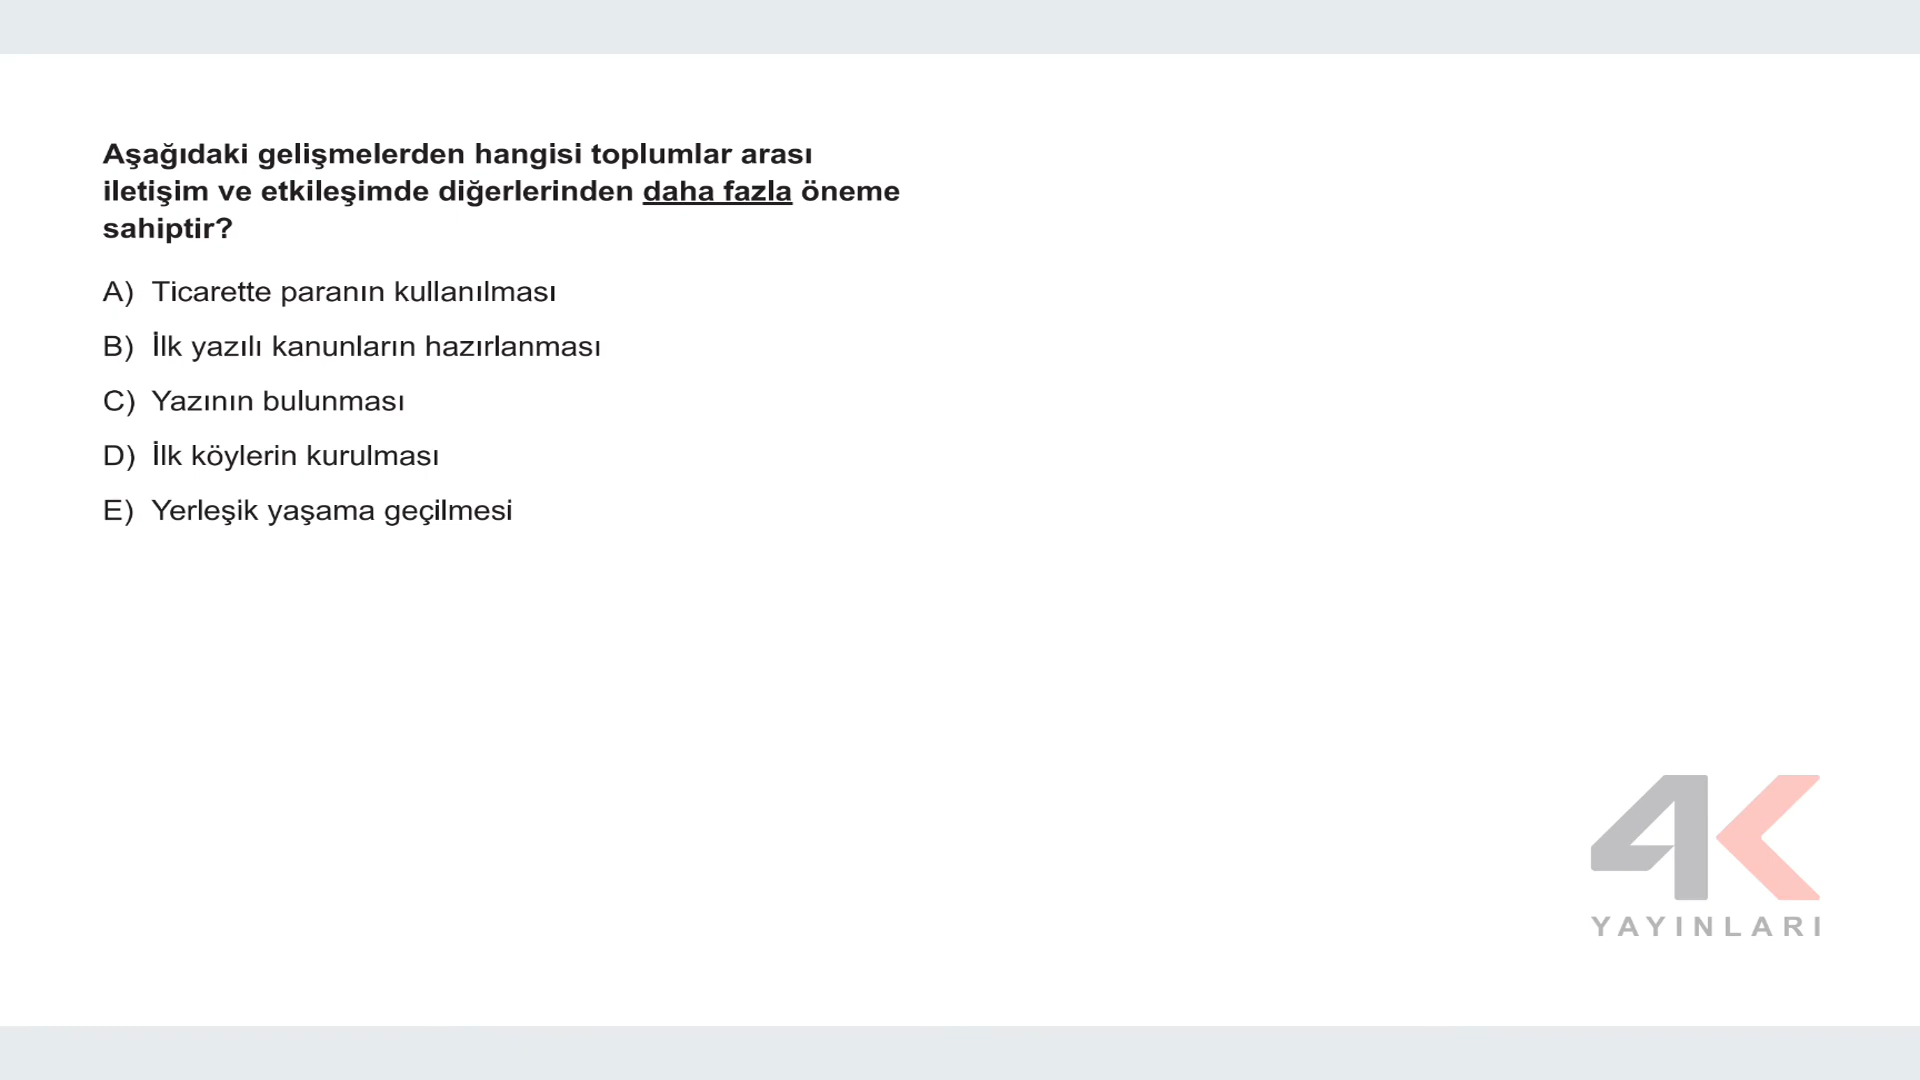 Aşağıdaki gelişmelerden hangisi toplumlar arası
iletişim ve etkileşimde diğerlerinden daha fazla öneme
sahiptir?
A) Ticarette paranın kullanılması
B) İlk yazılı kanunların hazırlanması
C) Yazının bulunması
D) İlk köylerin kurulması
E) Yerleşik yaşama geçilmesi
4K
YAYINLARI